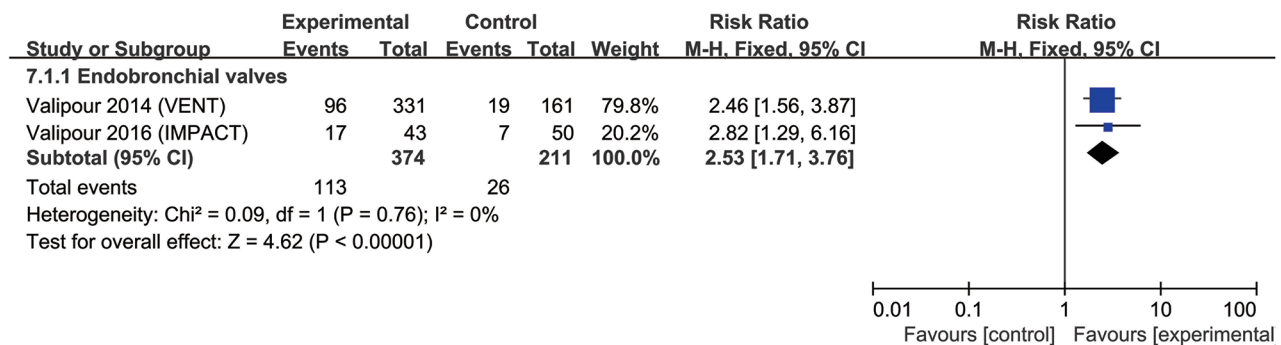 Experimental Control Risk Ratio Risk Ratio
Study or Subgroup Events Total Events Total Weight M-H, Fixed, 95% CI M-H, Fixed, 95% CI
7.1.1 Endobronchial valves
Valipour 2014 (VENT) 96 331 19 161 79.8% 2.46 [1.56, 3.87]
Valipour 2016 (IMPACT) 17 43 7 50 20.2% 2.82 [1.29, 6.16]
Subtotal (95% CI) 374 211 100.0% 2.53 [1.71, 3.76]
Total events 113 26
Heterogeneity: Chi² = 0.09, df = 1 (P = 0.76); I² = 0%
Test for overall effect: Z = 4.62 (P < 0.00001)
0.01 0.1 1 10 100
Favours [control] Favours [experimental